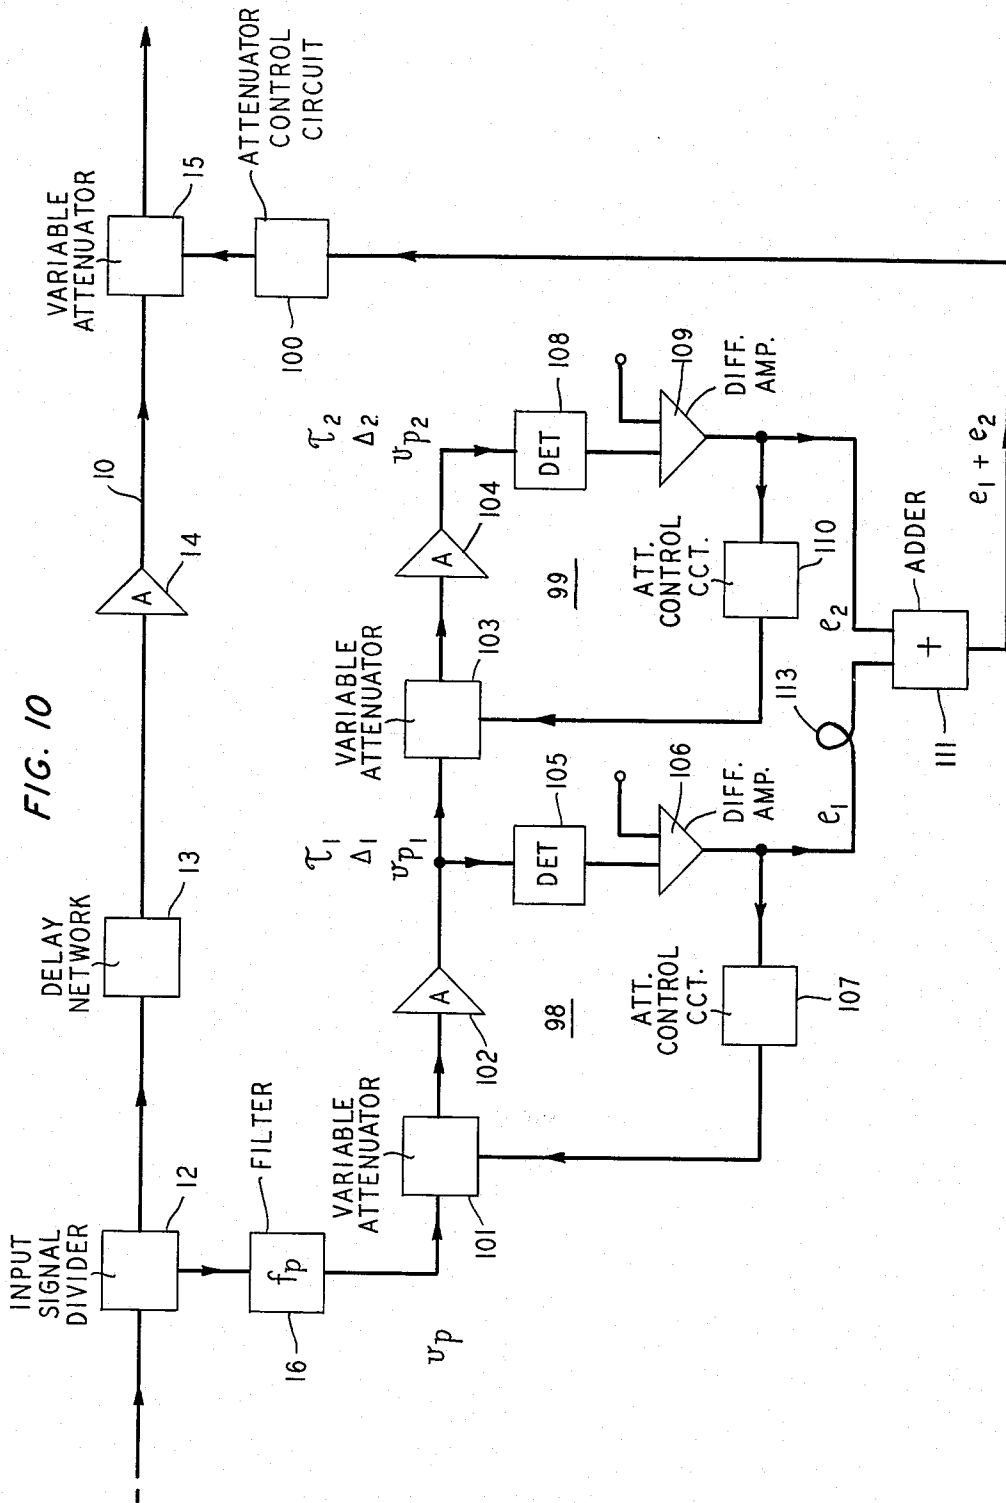 FIG. 10
INPUT
SIGNAL
DIVIDER
12
DELAY
NETWORK
13
A
14
10
VARIABLE
ATTENUATOR
15
ATTENUATOR
CONTROL
CIRCUIT
100
FILTER
fp
16
vp
VARIABLE
ATTENUATOR
101
A
102
98
τ1
Δ1
vp1
DET
105
106
DIFF.
AMP.
ATT.
CONTROL
CCT.
107
VARIABLE
ATTENUATOR
103
A
104
99
τ2
Δ2
vp2
DET
108
109
DIFF.
AMP.
ATT.
CONTROL
CCT.
110
e1
113
e2
+
ADDER
111
e1 + e2